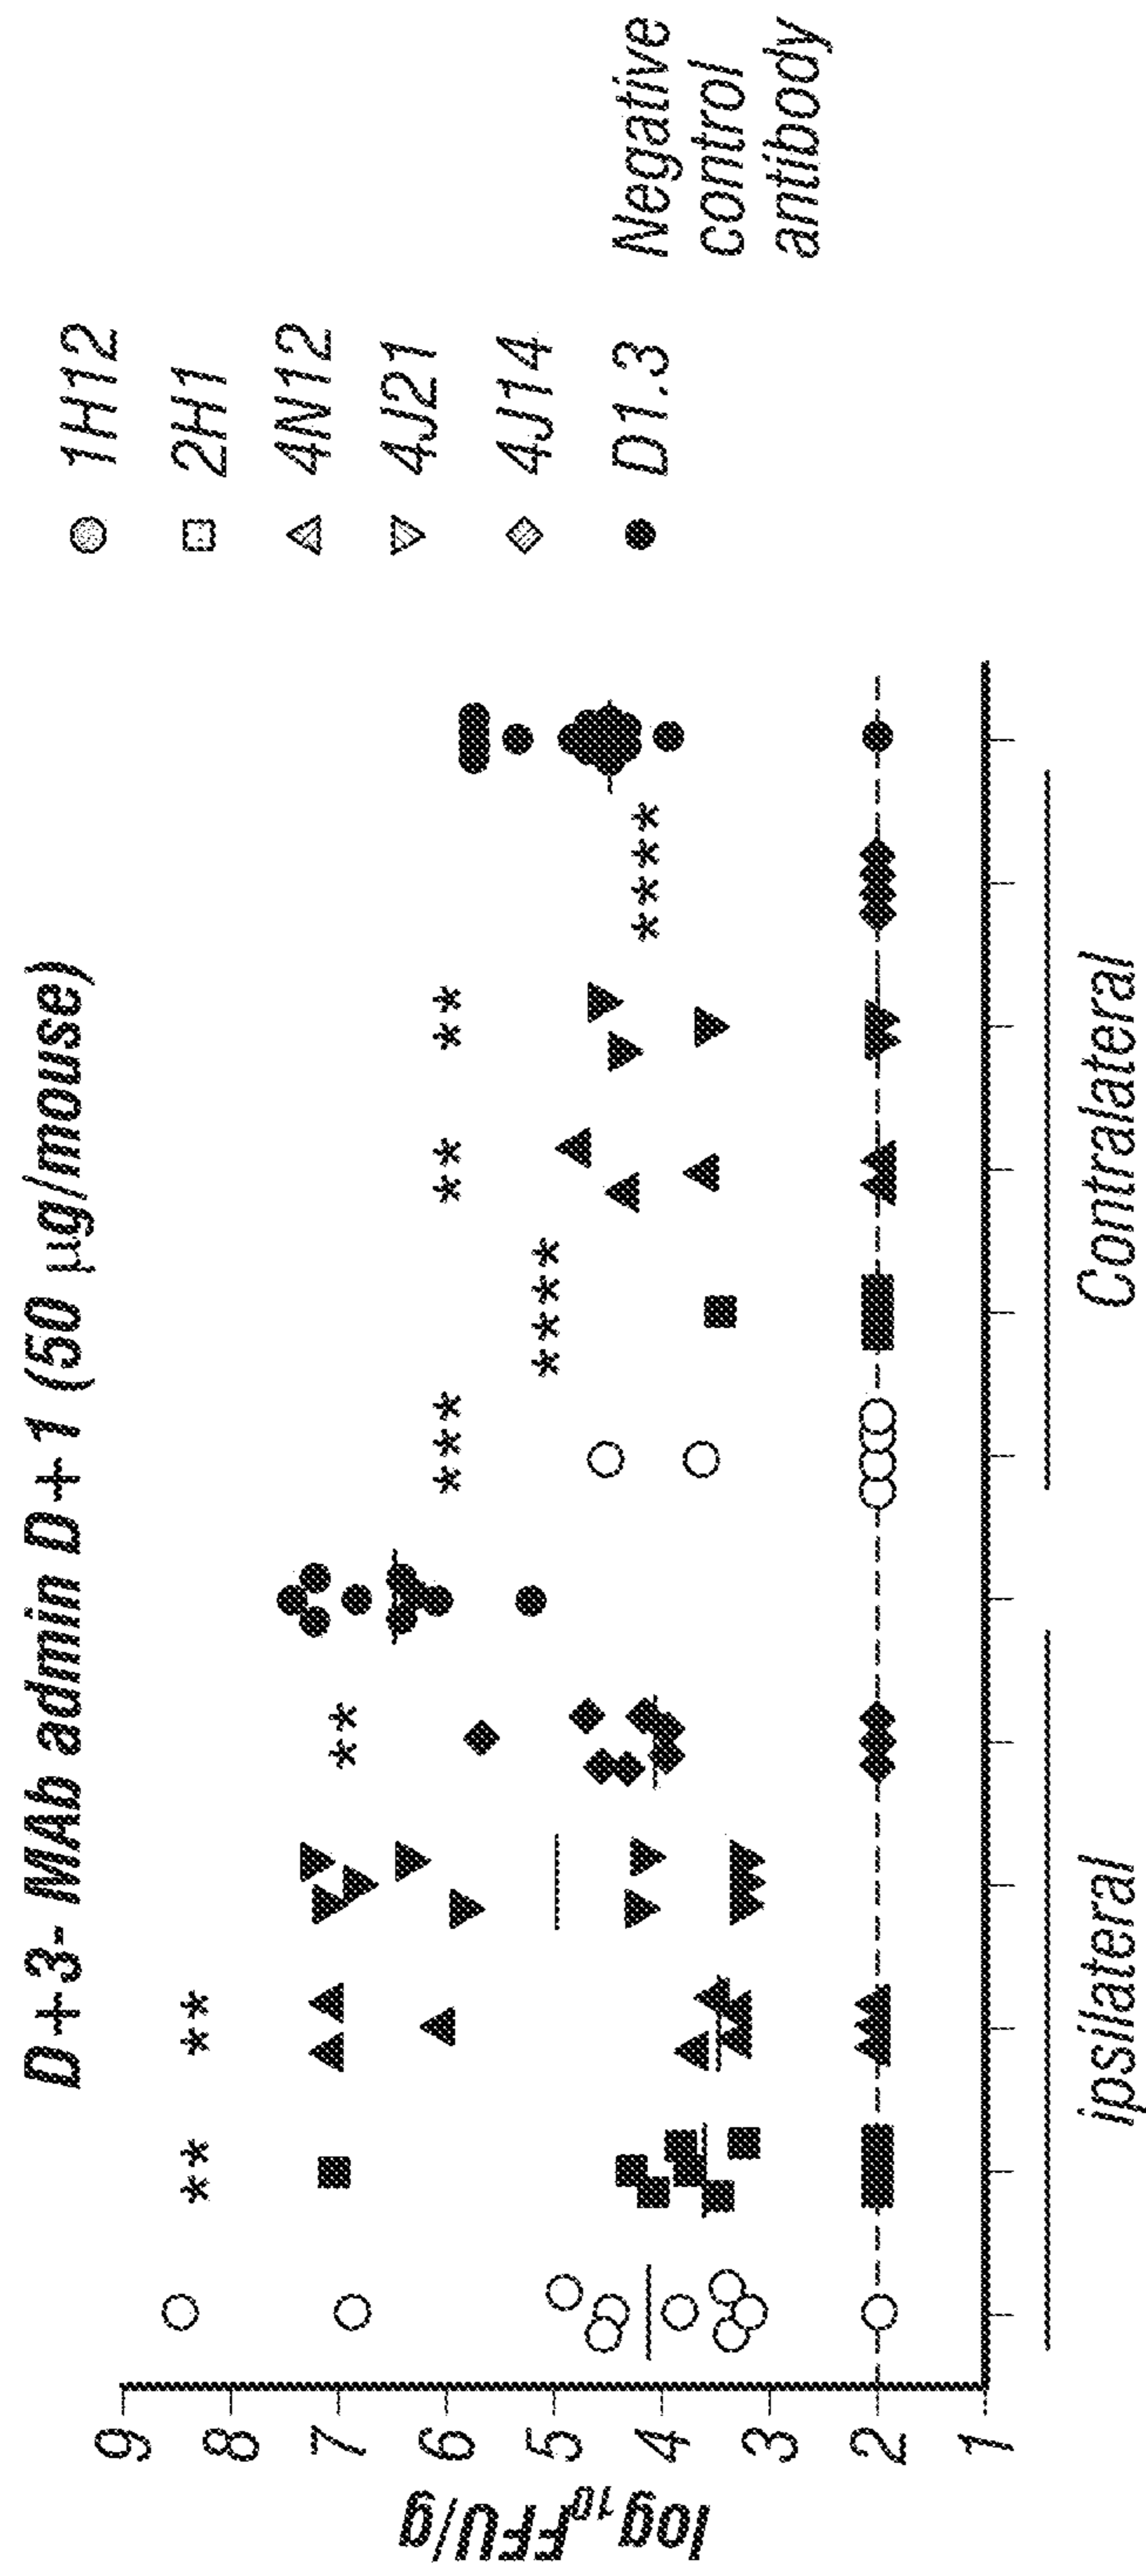 D+3- MAb admin D+1 (50 µg/mouse)
log10FFU/g
9
8
7
6
5
4
3
2
1
**
**
**
***
****
**
**
****
ipsilateral
Contralateral
1H12
2H1
4N12
4J21
4J14
D1.3
Negative
control
antibody